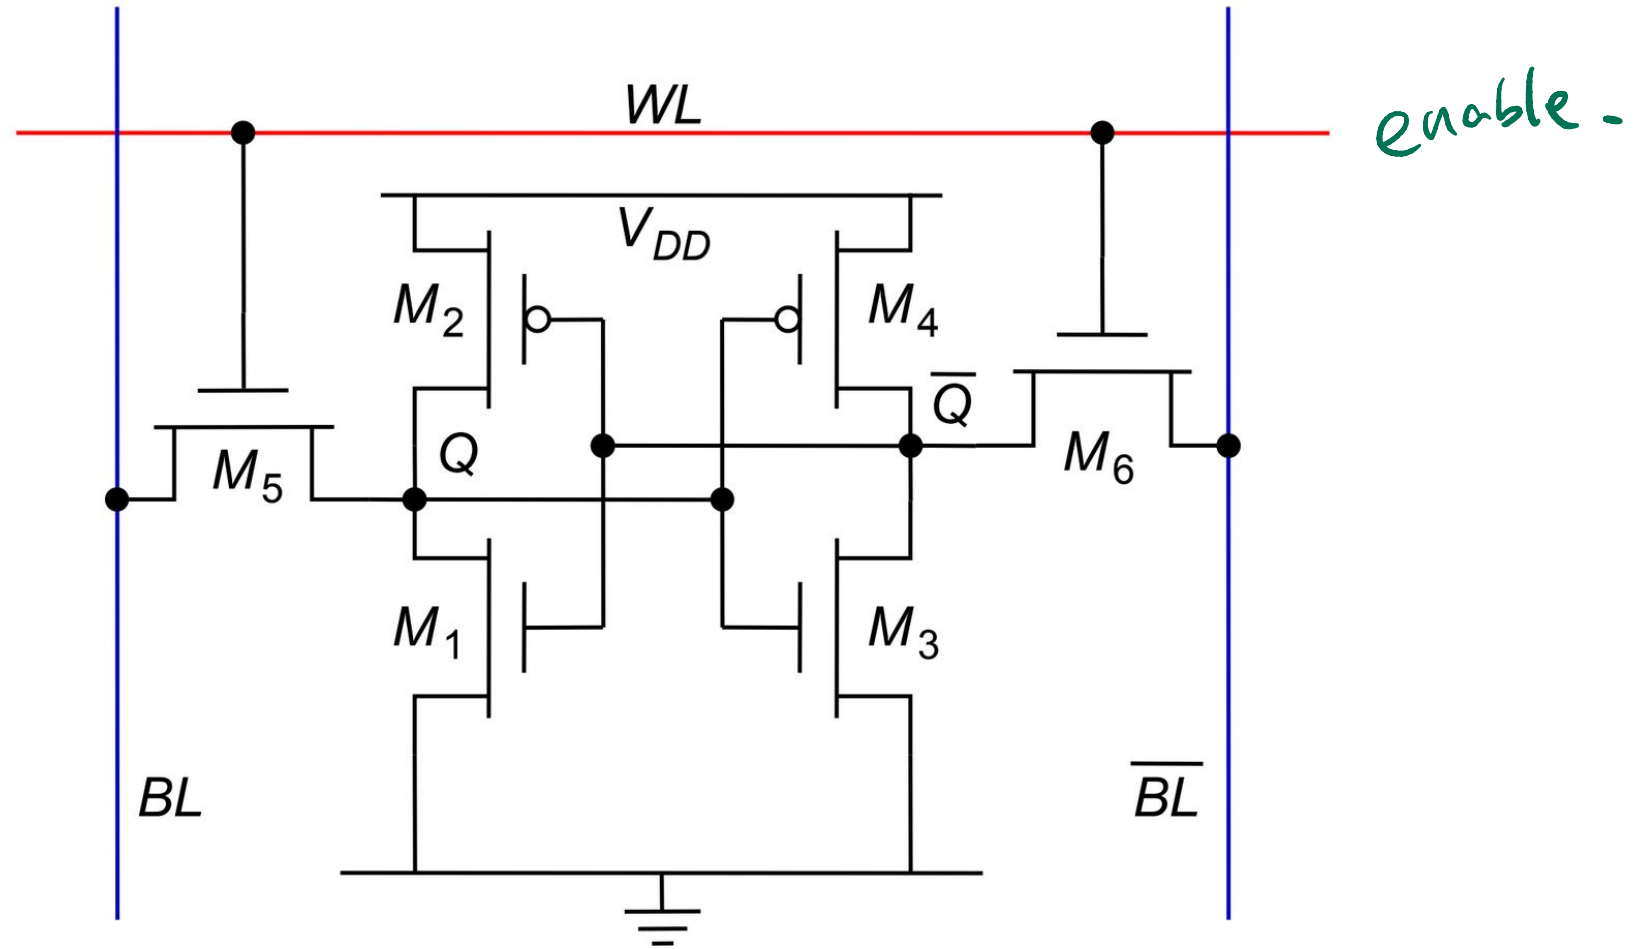 WL
enable-
V_DD
M_2
M_4
Q̅
Q
M_5
M_6
M_1
M_3
BL
B̅L̅